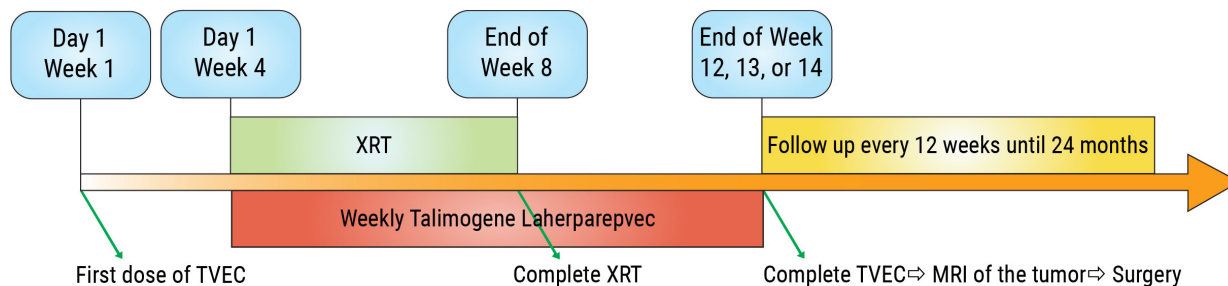 Day 1
Week 1
Day 1
Week 4
End of
Week 8
End of Week
12, 13, or 14
XRT
Follow up every 12 weeks until 24 months
Weekly Talimogene Laherparepvec
First dose of TVEC
Complete XRT
Complete TVEC⇨ MRI of the tumor⇨ Surgery